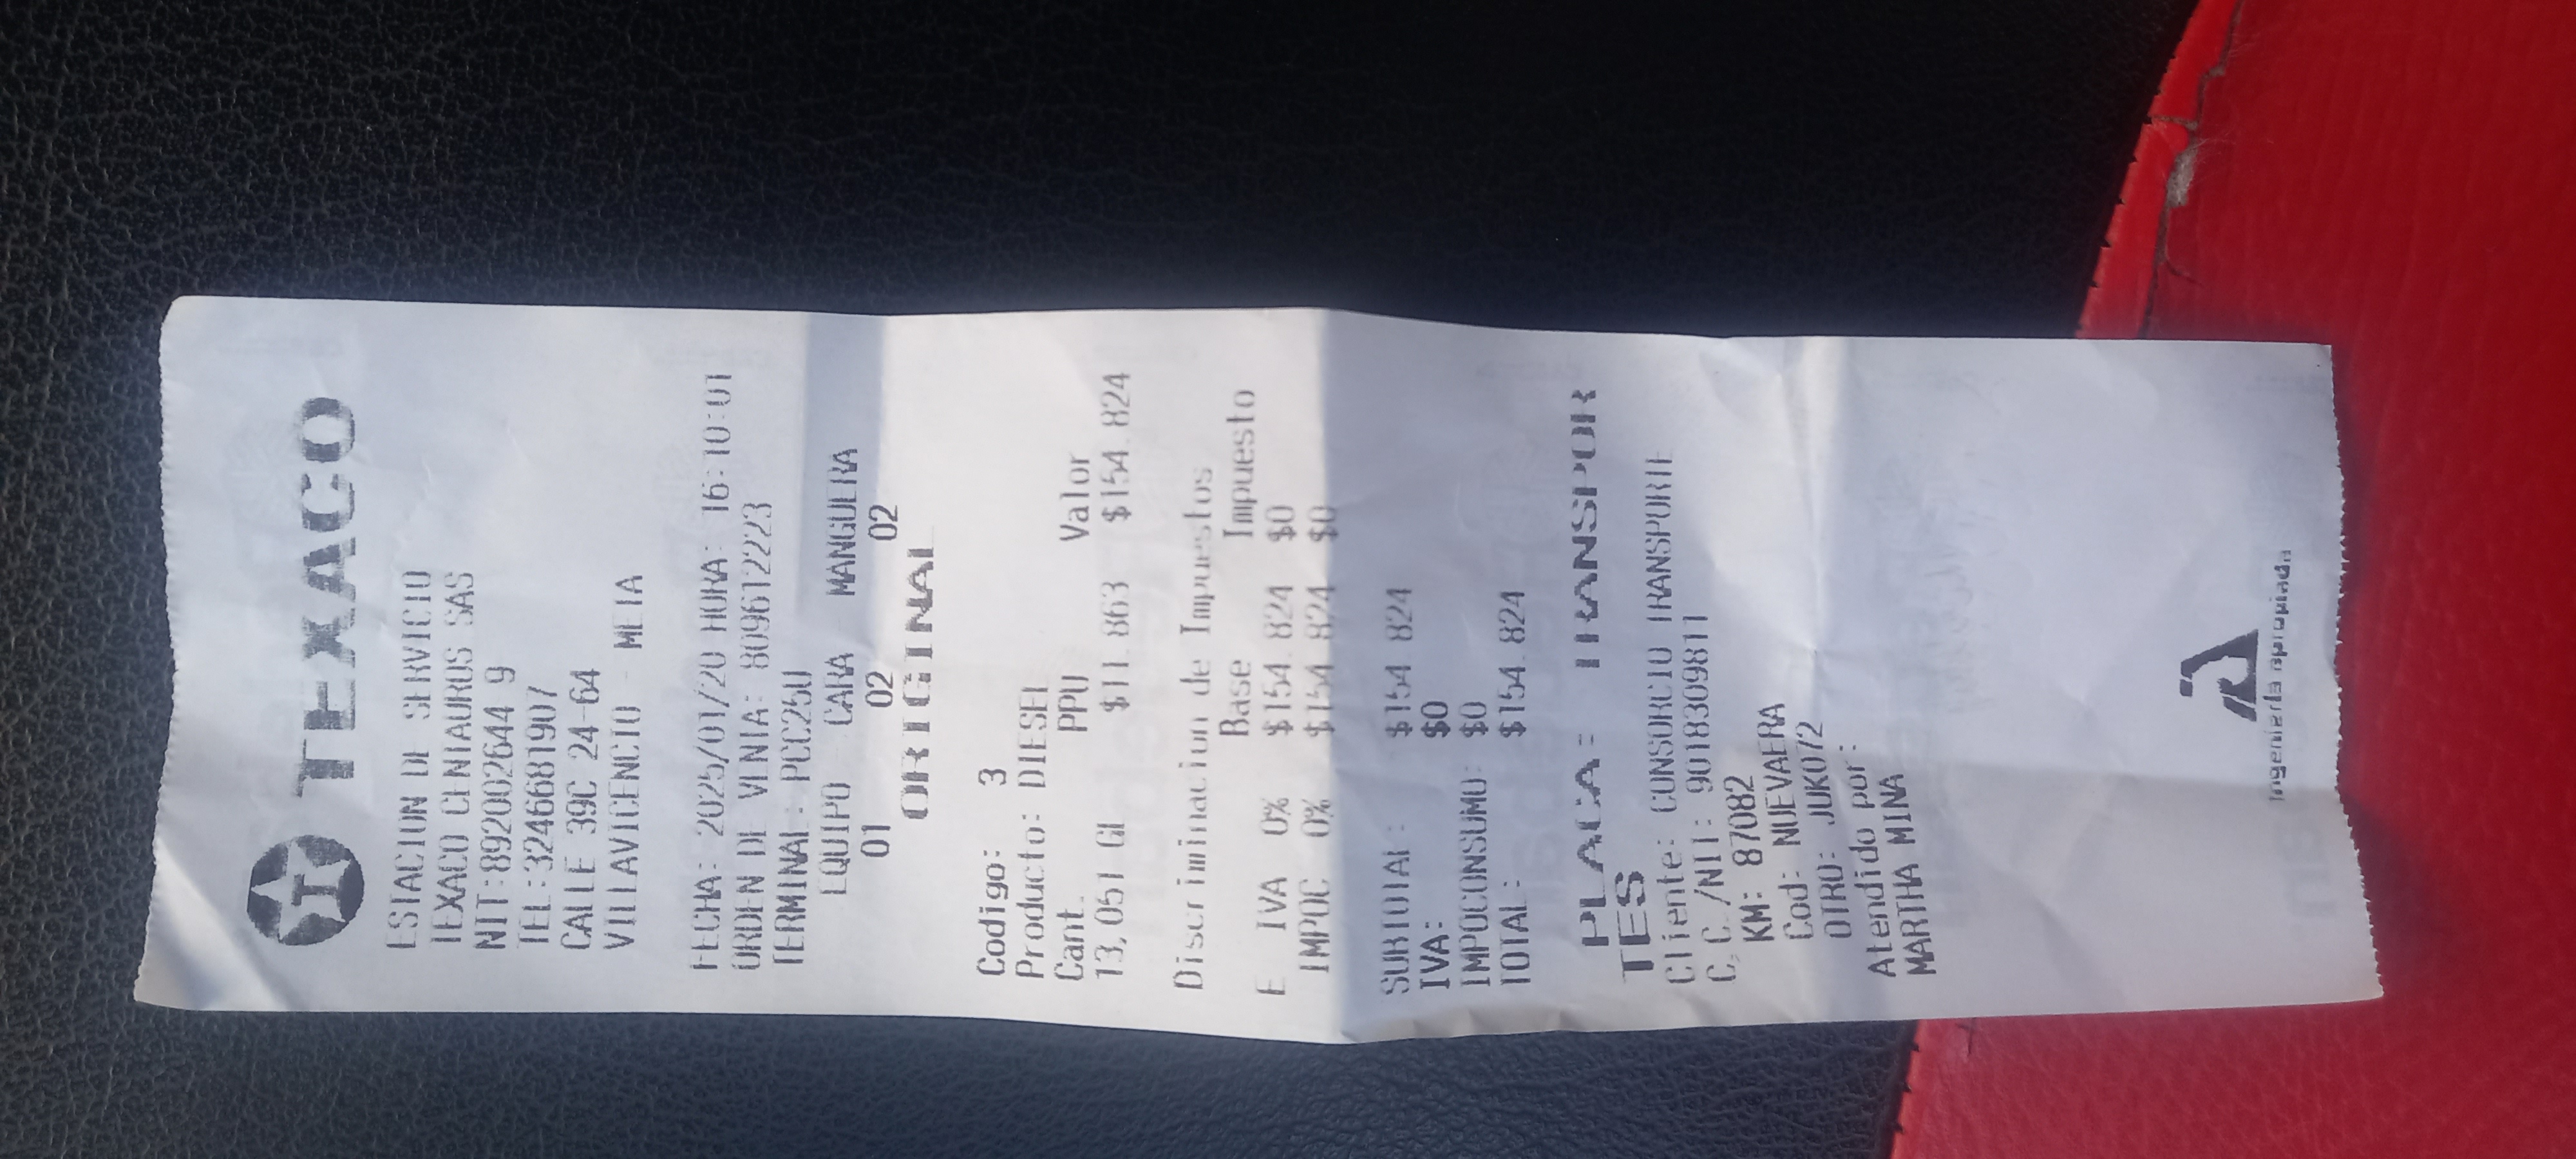 TEXACO
ESTACION DE SERVICIO
TEXACO CENTAUROS SAS
NIT:892002644 9
TEL:3246681907
CALLE 39C 24-64
VILLAVICENCIO - META
FECHA: 2025/01/20 HORA: 16:10:01
ORDEN DE VENTA: 8096122223
TERMINAL: PCC250
EQUIPO CARA MANGUERA
01 02 02
ORIGINAL
Codigo: 3
Producto: DIESEL
Cant. PPU Valor
13,051 Gl $11.863 $154.824
Discriminacion de Impuestos
Base Impuesto
E IVA 0% $154.824 $0
IMPOC 0% $154.824 $0
SUBTOTAL: $154.824
IVA: $0
IMPOCONSUMO: $0
TOTAL: $154.824
PLACA: TRANSPOR
TES
Cliente: CONSORCIO TRANSPORTE
C.C./NIT: 9018309811
KM: 87082
Cod: NUEVAERA
OTRO: JUK072
Atendido por:
MARTHA MINA
Ingeniería apropiada